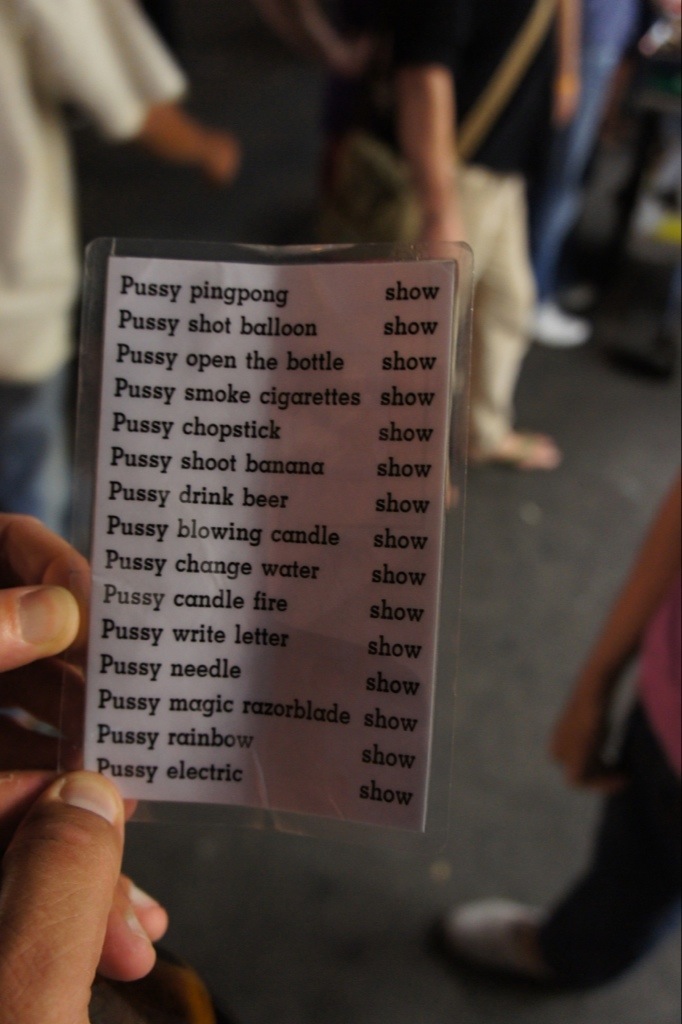 Pussy pingpong show
Pussy shot balloon show
Pussy open the bottle show
Pussy smoke cigarettes show
Pussy chopstick show
Pussy shoot banana show
Pussy drink beer show
Pussy blowing candle show
Pussy change water show
Pussy candle fire show
Pussy write letter show
Pussy needle show
Pussy magic razorblade show
Pussy rainbow show
Pussy electric show